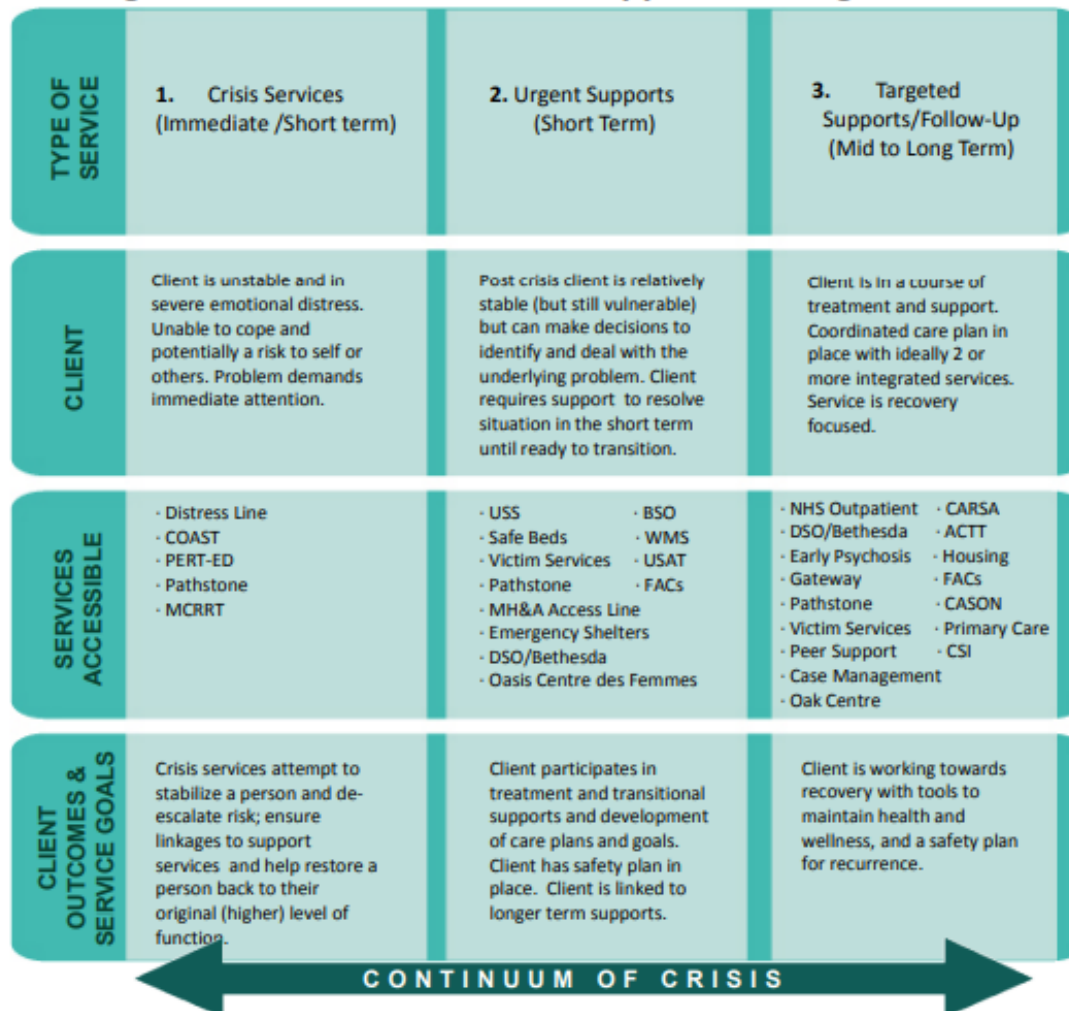 TYPE OF
SERVICE
1. Crisis Services
(Immediate /Short term)
2. Urgent Supports
(Short Term)
3. Targeted
Supports/Follow-Up
(Mid to Long Term)
CLIENT
Client is unstable and in
severe emotional distress.
Unable to cope and
potentially a risk to self or
others. Problem demands
immediate attention.
Post crisis client is relatively
stable (but still vulnerable)
but can make decisions to
identify and deal with the
underlying problem. Client
requires support to resolve
situation in the short term
until ready to transition.
Client is in a course of
treatment and support.
Coordinated care plan in
place with ideally 2 or
more integrated services.
Service is recovery
focused.
SERVICES
ACCESSIBLE
· Distress Line
· COAST
· PERT-ED
· Pathstone
· MCRRT
· USS · BSO
· Safe Beds · WMS
· Victim Services · USAT
· Pathstone · FACs
· MH&A Access Line
· Emergency Shelters
· DSO/Bethesda
· Oasis Centre des Femmes
· NHS Outpatient · CARSA
· DSO/Bethesda · ACTT
· Early Psychosis · Housing
· Gateway · FACs
· Pathstone · CASON
· Victim Services · Primary Care
· Peer Support · CSI
· Case Management
· Oak Centre
CLIENT
OUTCOMES &
SERVICE GOALS
Crisis services attempt to
stabilize a person and de-
escalate risk; ensure
linkages to support
services and help restore a
person back to their
original (higher) level of
function.
Client participates in
treatment and transitional
supports and development
of care plans and goals.
Client has safety plan in
place. Client is linked to
longer term supports.
Client is working towards
recovery with tools to
maintain health and
wellness, and a safety plan
for recurrence.
CONTINUUM OF CRISIS